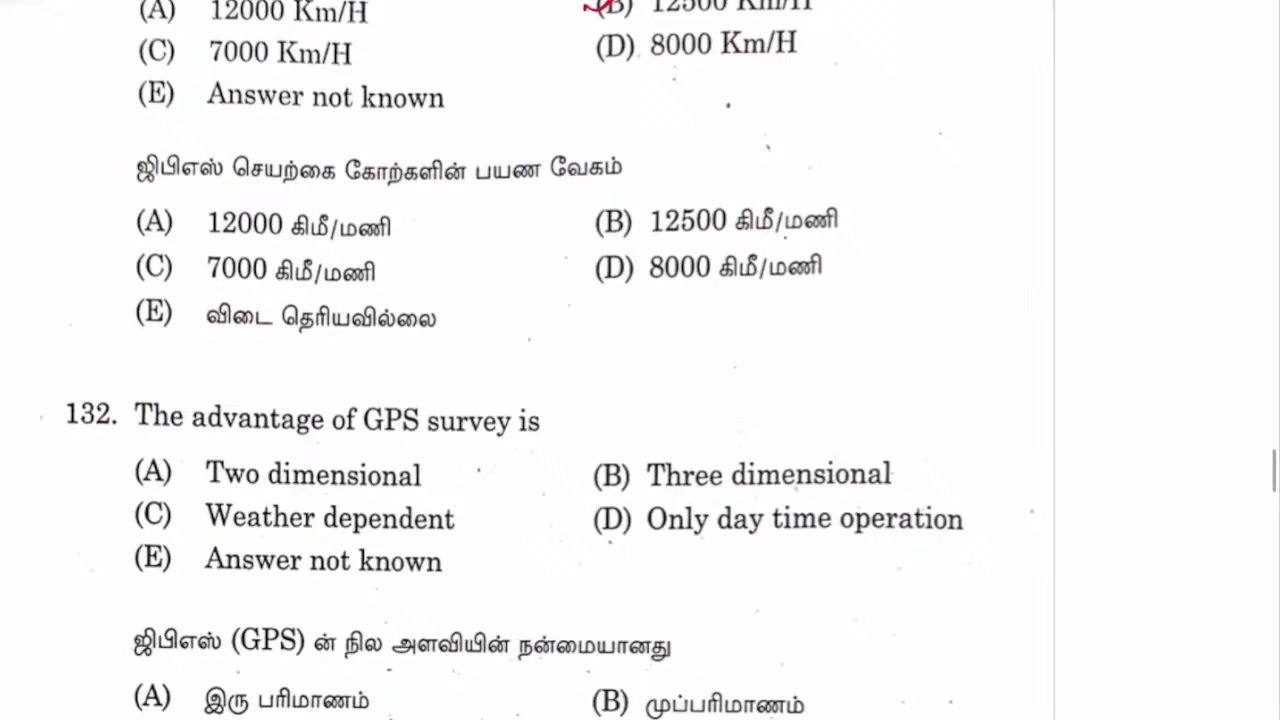 (A) 12000 Km/H (B) 12500 Km/H
(C) 7000 Km/H (D) 8000 Km/H
(E) Answer not known
ஜிபிஎஸ் செயற்கை கோற்களின் பயண வேகம்
(A) 12000 கிமீ/மணி (B) 12500 கிமீ/மணி
(C) 7000 கிமீ/மணி (D) 8000 கிமீ/மணி
(E) விடை தெரியவில்லை
132. The advantage of GPS survey is
(A) Two dimensional (B) Three dimensional
(C) Weather dependent (D) Only day time operation
(E) Answer not known
ஜிபிஎஸ் (GPS) ன் நில அளவியின் நன்மையானது
(A) இரு பரிமாணம் (B) முப்பரிமாணம்